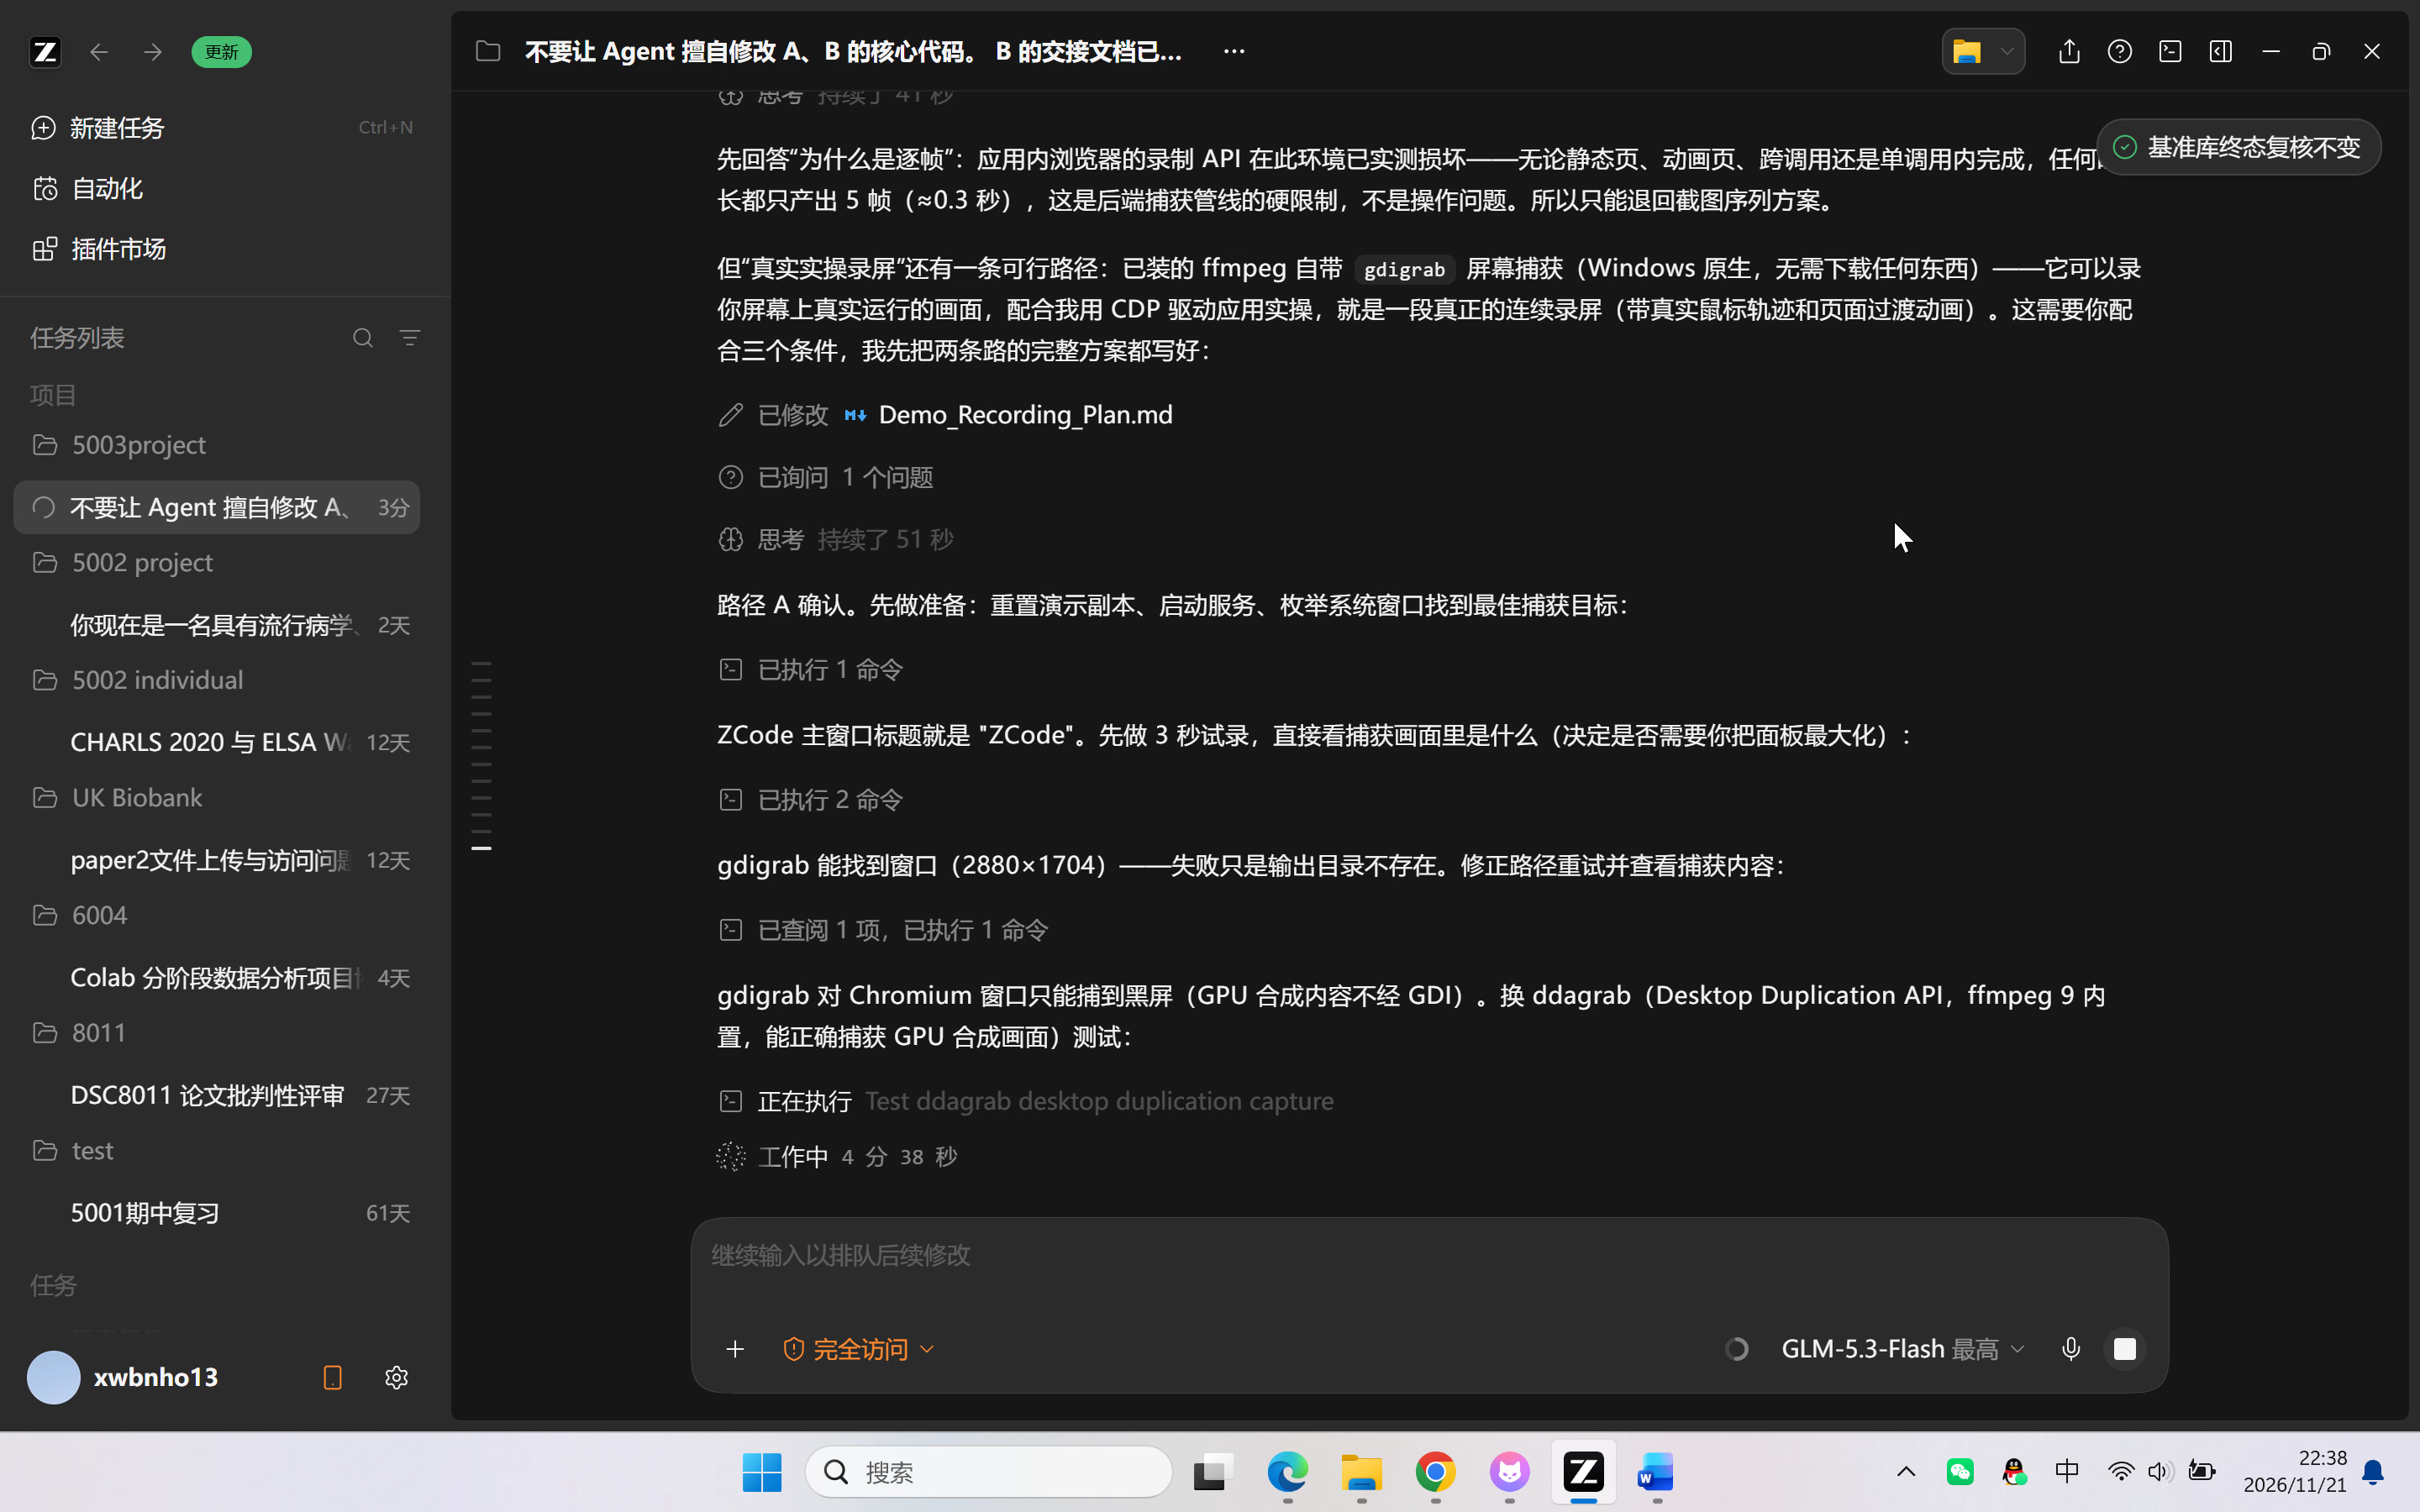 更新
新建任务 Ctrl+N
自动化
插件市场
任务列表
项目
5003project
不要让 Agent 擅自修改 A、 3分
5002 project
你现在是一名具有流行病学、 2天
5002 individual
CHARLS 2020 与 ELSA Wa 12天
UK Biobank
paper2文件上传与访问问题 12天
6004
Colab 分阶段数据分析项目 4天
8011
DSC8011 论文批判性评审 27天
test
5001期中复习 61天
任务
xwbnho13
不要让 Agent 擅自修改 A、B 的核心代码。 B 的交接文档已... ···
思考 持续了 41 秒
基准库终态复核不变
先回答“为什么是逐帧”：应用内浏览器的录制 API 在此环境已实测损坏——无论静态页、动画页、跨调用还是单调用内完成，任何
长都只产出 5 帧（≈0.3 秒），这是后端捕获管线的硬限制，不是操作问题。所以只能退回截图序列方案。
但“真实实操录屏”还有一条可行路径：已装的 ffmpeg 自带 gdigrab 屏幕捕获（Windows 原生，无需下载任何东西）——它可以录
你屏幕上真实运行的画面，配合我用 CDP 驱动应用实操，就是一段真正的连续录屏（带真实鼠标轨迹和页面过渡动画）。这需要你配
合三个条件，我先把两条路的完整方案都写好：
已修改 Demo_Recording_Plan.md
已询问 1 个问题
思考 持续了 51 秒
路径 A 确认。先做准备：重置演示副本、启动服务、枚举系统窗口找到最佳捕获目标：
已执行 1 命令
ZCode 主窗口标题就是 "ZCode"。先做 3 秒试录，直接看捕获画面里是什么（决定是否需要你把面板最大化）：
已执行 2 命令
gdigrab 能找到窗口（2880×1704）——失败只是输出目录不存在。修正路径重试并查看捕获内容：
已查阅 1 项，已执行 1 命令
gdigrab 对 Chromium 窗口只能捕到黑屏（GPU 合成内容不经 GDI）。换 ddagrab（Desktop Duplication API，ffmpeg 9 内
置，能正确捕获 GPU 合成画面）测试：
正在执行 Test ddagrab desktop duplication capture
工作中 4 分 38 秒
继续输入以排队后续修改
完全访问
GLM-5.3-Flash 最高
搜索
中
22:38
2026/11/21